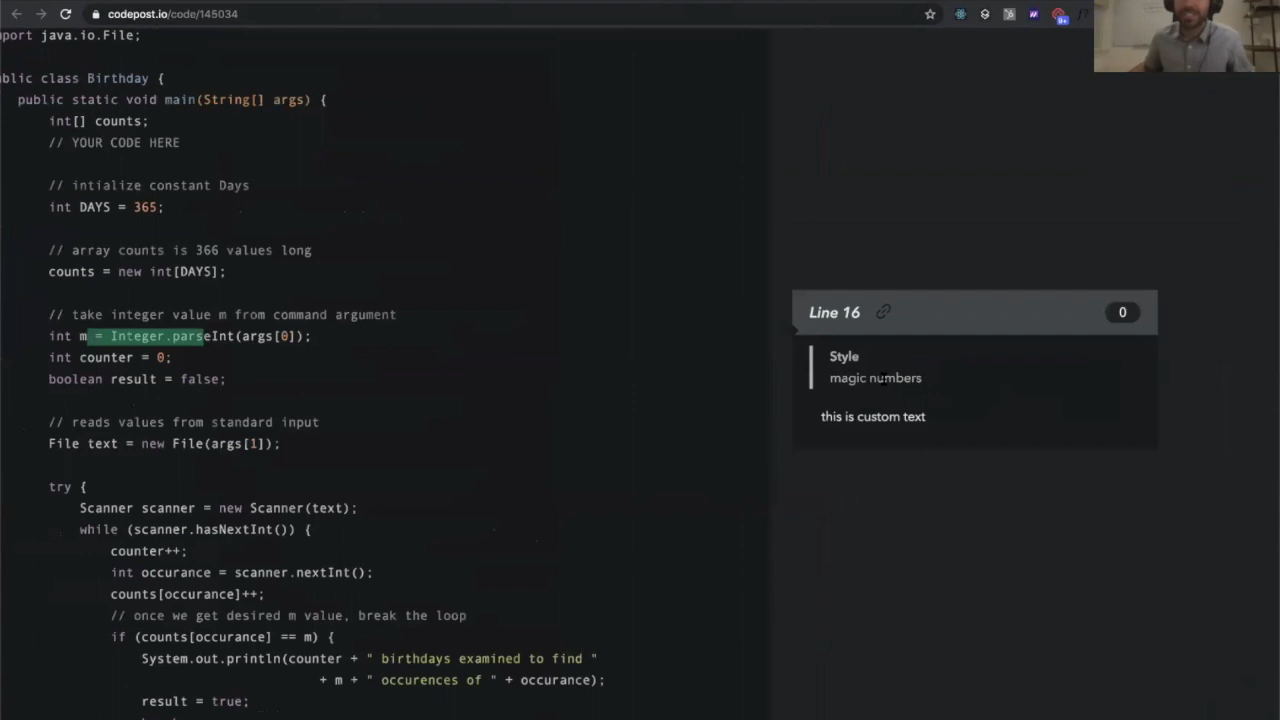 codepost.io/code/145034
9+
f?
port java.io.File;
blic class Birthday {
public static void main(String[] args) {
int[] counts;
// YOUR CODE HERE
// intialize constant Days
int DAYS = 365;
// array counts is 366 values long
counts = new int[DAYS];
// take integer value m from command argument
int m = Integer.parseInt(args[0]);
int counter = 0;
boolean result = false;
// reads values from standard input
File text = new File(args[1]);
try {
Scanner scanner = new Scanner(text);
while (scanner.hasNextInt()) {
counter++;
int occurance = scanner.nextInt();
counts[occurance]++;
// once we get desired m value, break the loop
if (counts[occurance] == m) {
System.out.println(counter + " birthdays examined to find "
+ m + " occurences of " + occurance);
result = true;
Line 16
0
Style
magic numbers
this is custom text